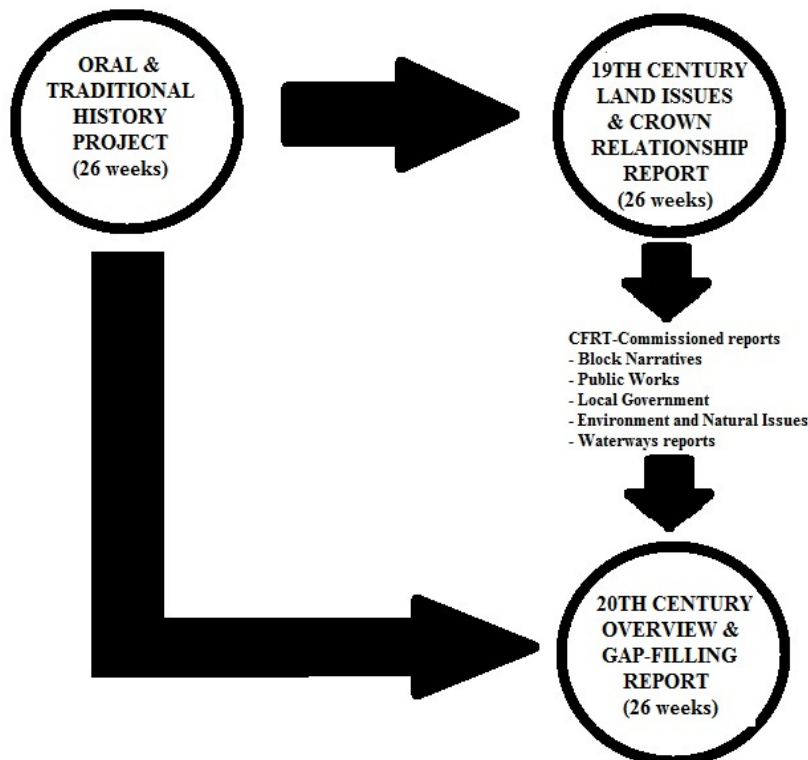 ORAL &
TRADITIONAL
HISTORY
PROJECT
(26 weeks)
19TH CENTURY
LAND ISSUES
& CROWN
RELATIONSHIP
REPORT
(26 weeks)
CFRT-Commissioned reports
- Block Narratives
- Public Works
- Local Government
- Environment and Natural Issues
- Waterways reports
20TH CENTURY
OVERVIEW &
GAP-FILLING
REPORT
(26 weeks)